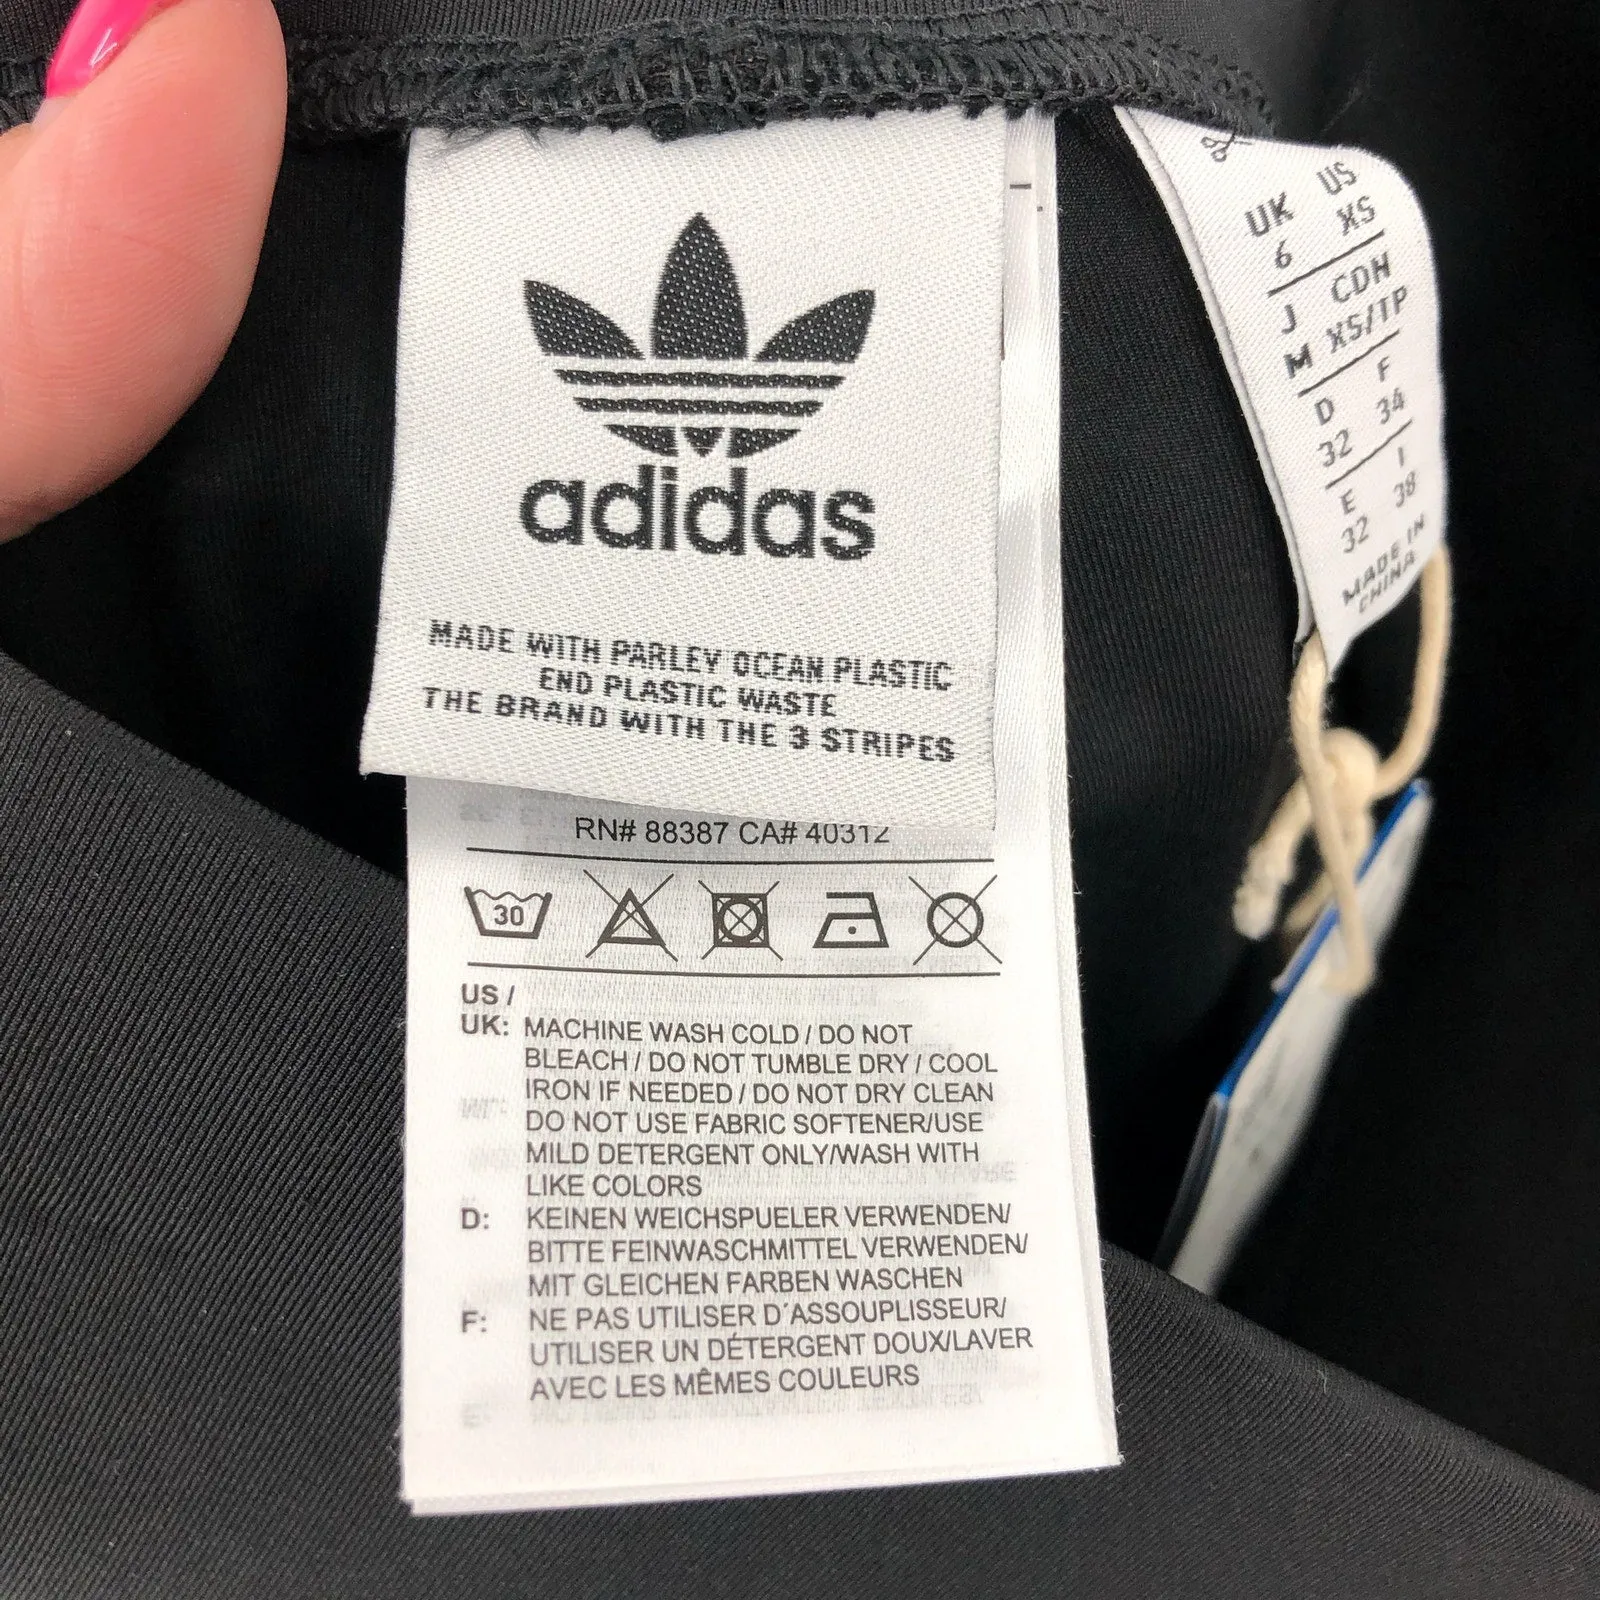 adidas
MADE WITH PARLEY OCEAN PLASTIC
END PLASTIC WASTE
THE BRAND WITH THE 3 STRIPES
RN# 88387 CA# 40312
30
US /
UK: MACHINE WASH COLD / DO NOT
BLEACH / DO NOT TUMBLE DRY / COOL
IRON IF NEEDED / DO NOT DRY CLEAN
DO NOT USE FABRIC SOFTENER/USE
MILD DETERGENT ONLY/WASH WITH
LIKE COLORS
D: KEINEN WEICHSPUELER VERWENDEN/
BITTE FEINWASCHMITTEL VERWENDEN/
MIT GLEICHEN FARBEN WASCHEN
F: NE PAS UTILISER D´ASSOUPLISSEUR/
UTILISER UN DÉTERGENT DOUX/LAVER
AVEC LES MÊMES COULEURS
UK US
6 XS
J CDH
M XS/TP
D F
32 34
E I
32 38
MADE IN
CHINA